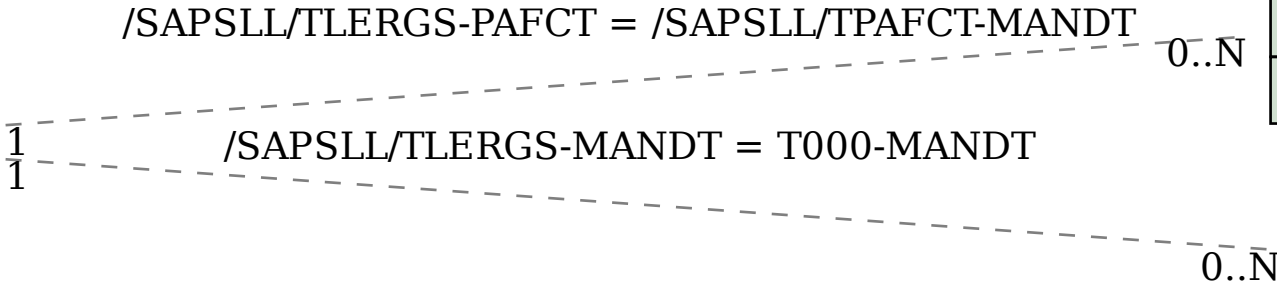 /SAPSLL/TLERGS-PAFCT = /SAPSLL/TPAFCT-MANDT
0..N
1
/SAPSLL/TLERGS-MANDT = T000-MANDT
1
0..N